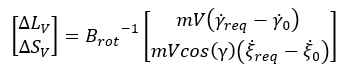 [ΔL_V; ΔS_V] = B_rot⁻¹ [mV(γ̇_req − γ̇_0); mVcos(γ)(ξ̇_req − ξ̇_0)]